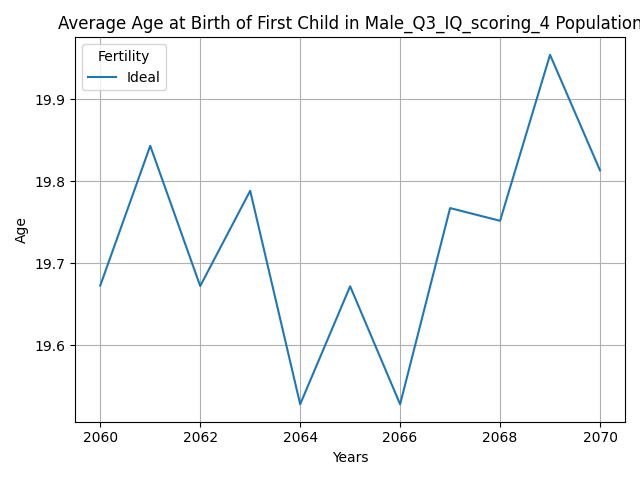 Average Age at Birth of First Child in Male_Q3_IQ_scoring_4 Population
Fertility
Ideal
19.9
19.8
19.7
19.6
Age
2060
2062
2064
2066
2068
2070
Years